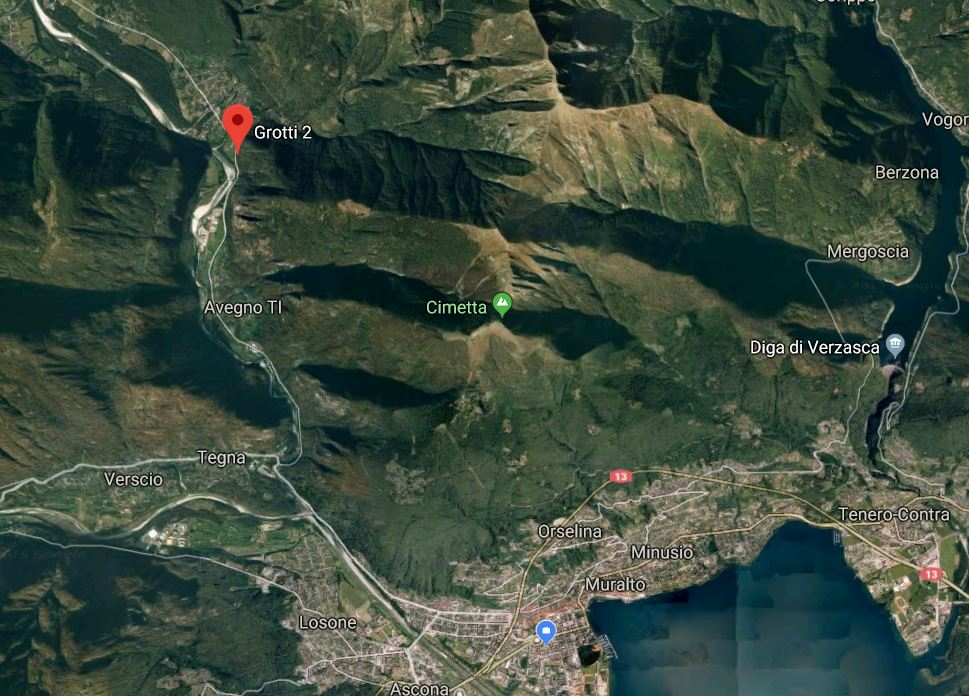 Grotti 2
Vogor
Berzona
Mergoscia
Avegno TI
Cimetta
Diga di Verzasca
Tegna
Verscio
13
Orselina
Tenero-Contra
Minusio
13
Muralto
Losone
Ascona